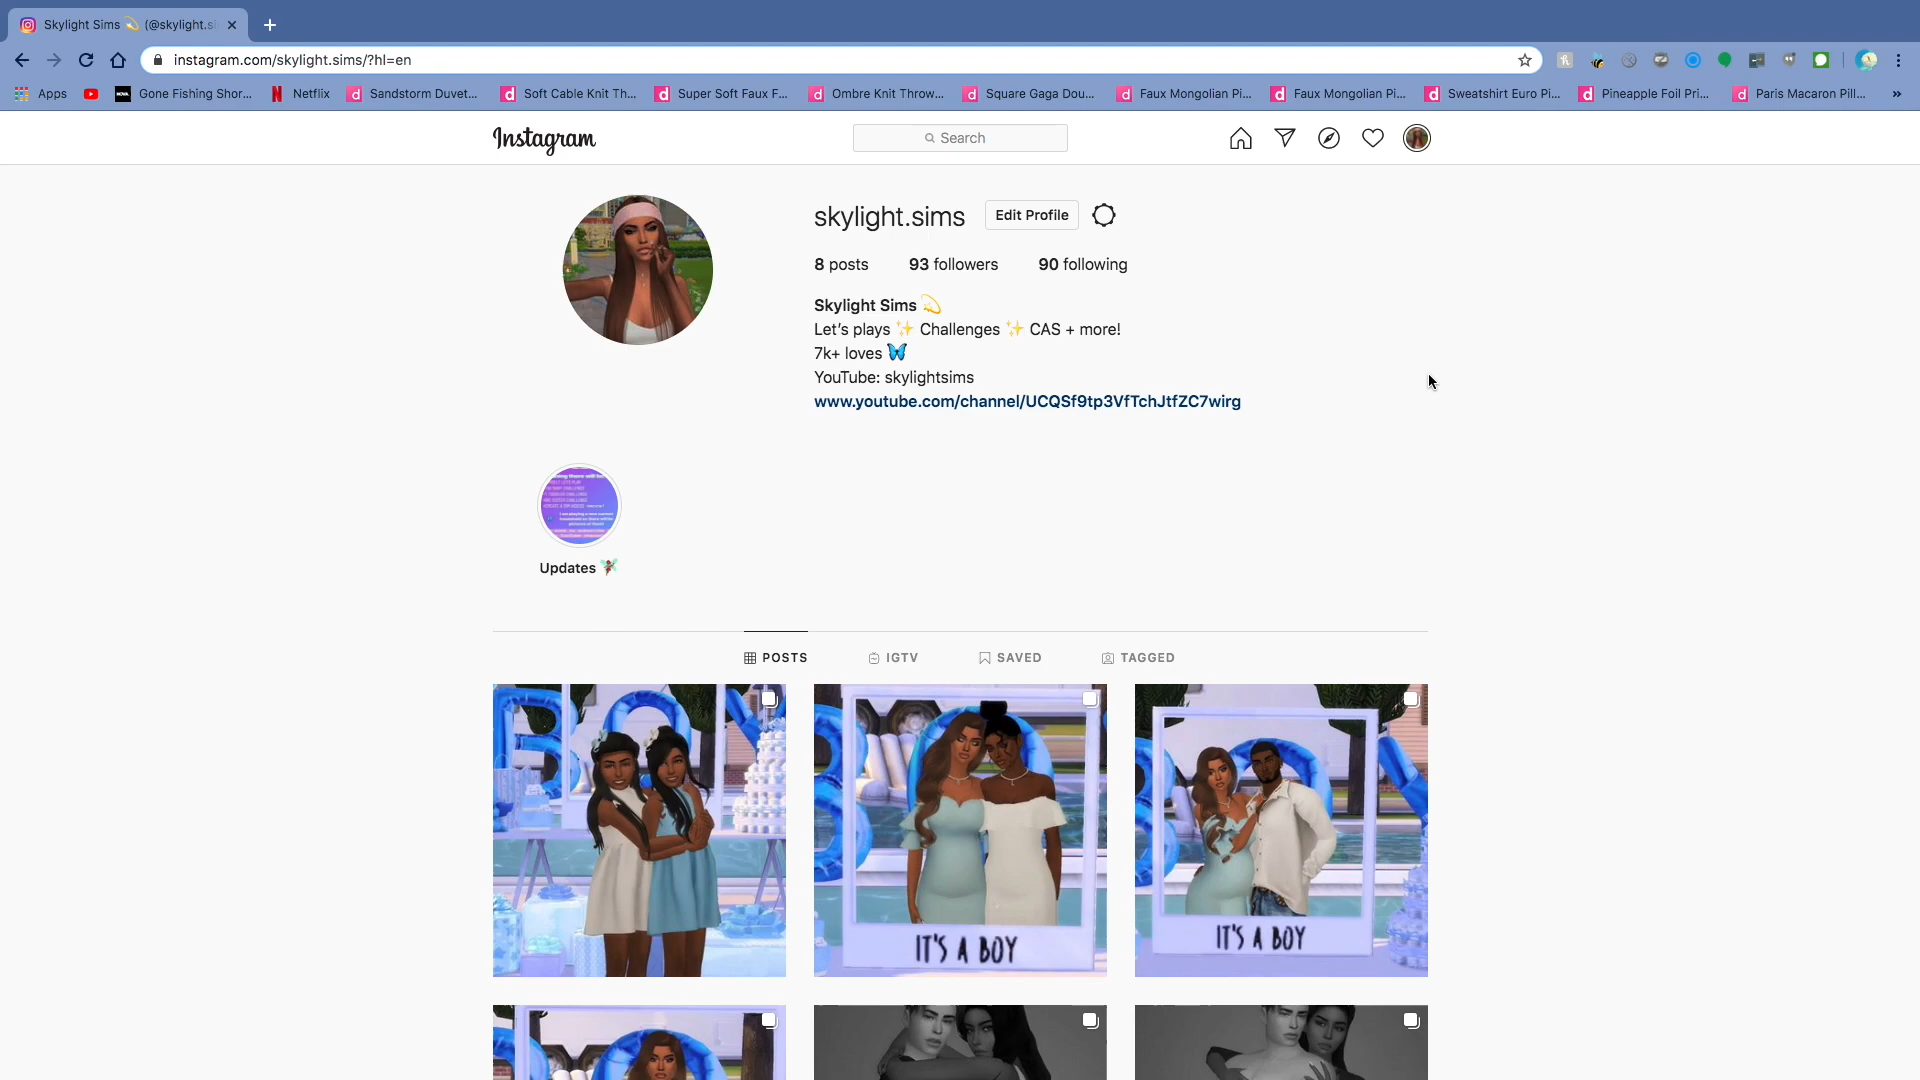 Skylight Sims 💫 (@skylight.si
instagram.com/skylight.sims/?hl=en
Apps
Gone Fishing Shor...
Netflix
Sandstorm Duvet...
Soft Cable Knit Th...
Super Soft Faux F...
Ombre Knit Throw...
Square Gaga Dou...
Faux Mongolian Pi...
Faux Mongolian Pi...
Sweatshirt Euro Pi...
Pineapple Foil Pri...
Paris Macaron Pill...
Instagram
Search
skylight.sims
Edit Profile
8 posts 93 followers 90 following
Skylight Sims 💫
Let's plays ✨ Challenges ✨ CAS + more!
7k+ loves 🦋
YouTube: skylightsims
www.youtube.com/channel/UCQSf9tp3VfTchJtfZC7wirg
Updates 🧚
POSTS IGTV SAVED TAGGED
IT'S A BOY
IT'S A BOY